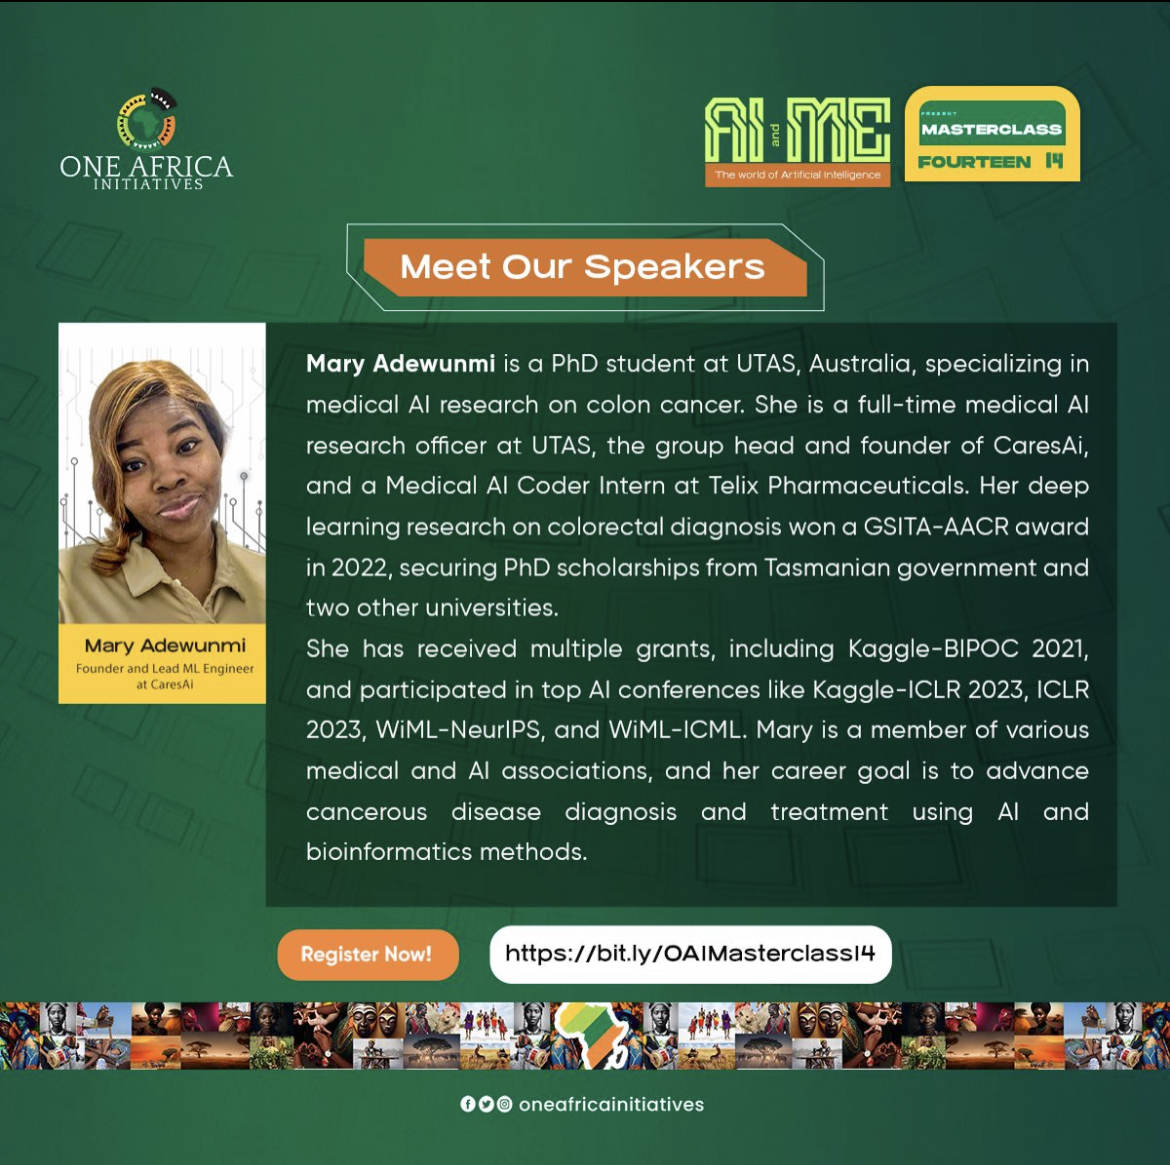 ONE AFRICA
INITIATIVES
AI and ME
The world of Artificial Intelligence
PRESENT
MASTERCLASS
FOURTEEN 14
Meet Our Speakers
Mary Adewunmi is a PhD student at UTAS, Australia, specializing in
medical AI research on colon cancer. She is a full-time medical AI
research officer at UTAS, the group head and founder of CaresAi,
and a Medical AI Coder Intern at Telix Pharmaceuticals. Her deep
learning research on colorectal diagnosis won a GSITA-AACR award
in 2022, securing PhD scholarships from Tasmanian government and
two other universities.
She has received multiple grants, including Kaggle-BIPOC 2021,
and participated in top AI conferences like Kaggle-ICLR 2023, ICLR
2023, WiML-NeurIPS, and WiML-ICML. Mary is a member of various
medical and AI associations, and her career goal is to advance
cancerous disease diagnosis and treatment using AI and
bioinformatics methods.
Mary Adewunmi
Founder and Lead ML Engineer
at CaresAi
Register Now!
https://bit.ly/OAIMasterclass14
oneafricainitiatives